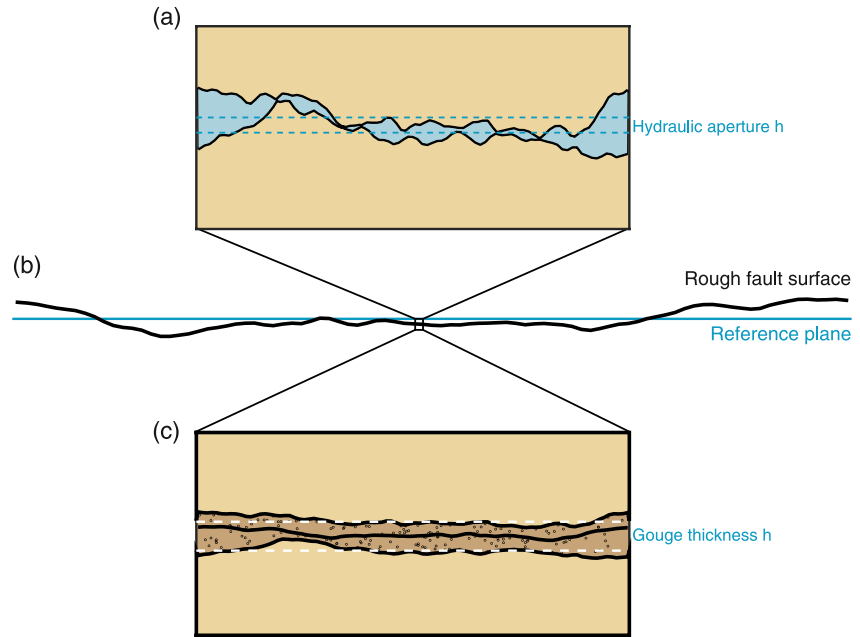 (a)
Hydraulic aperture h
(b)
Rough fault surface
Reference plane
(c)
Gouge thickness h